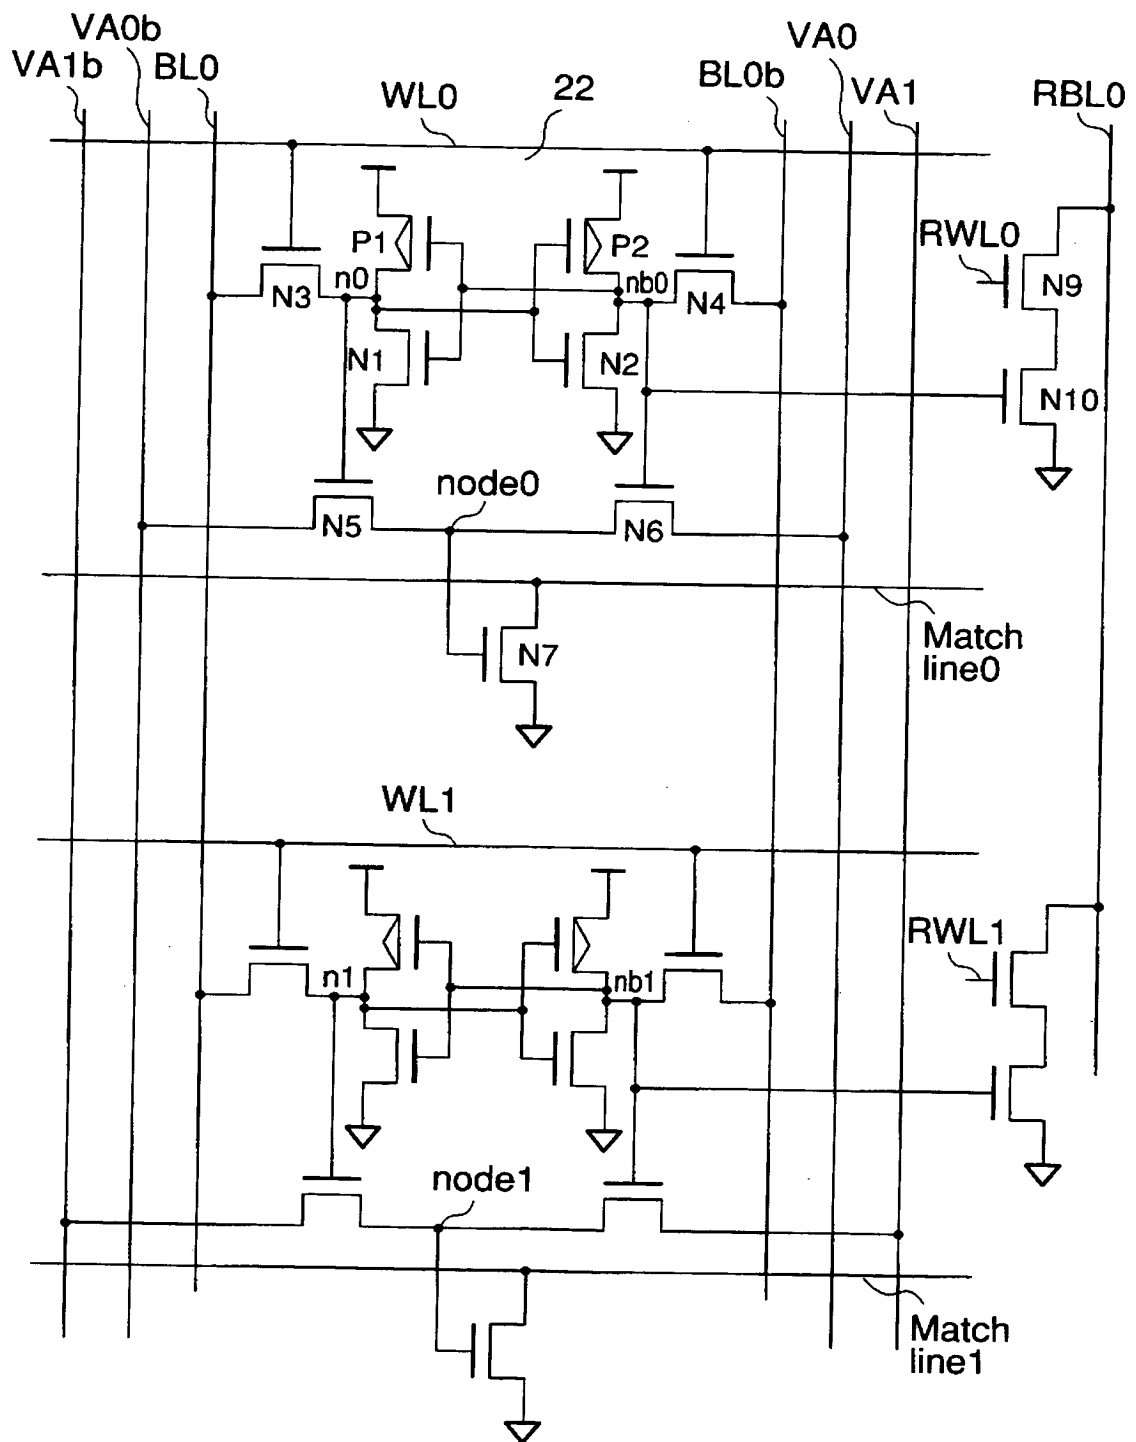 VA0b
VA0
VA1b
BL0
WL0
22
BL0b
VA1
RBL0
P1
P2
RWL0
N9
N3
n0
nb0
N4
N1
N2
N10
node0
N5
N6
N7
Match
line0
WL1
RWL1
n1
nb1
node1
Match
line1